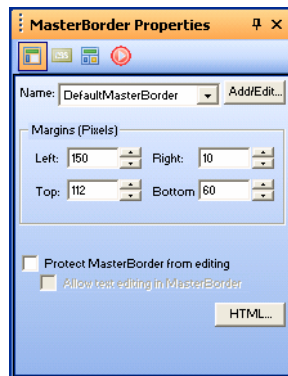 MasterBorder Properties
Name: DefaultMasterBorder Add/Edit...
Margins (Pixels)
Left: 150 Right: 10
Top: 112 Bottom 60
Protect MasterBorder from editing
Allow text editing in MasterBorder
HTML...